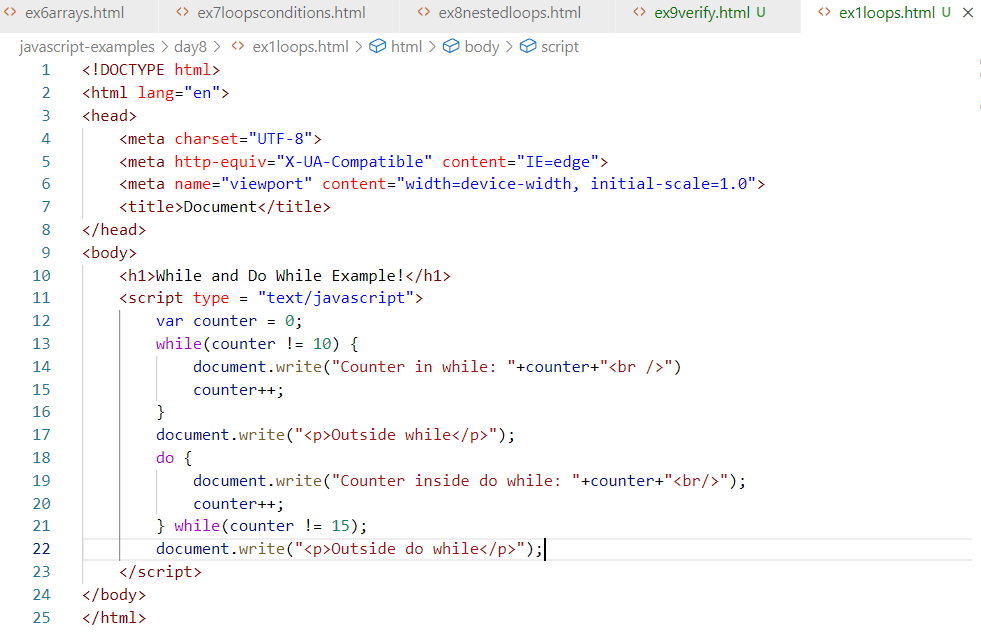 ex6arrays.html ex7loopsconditions.html ex8nestedloops.html ex9verify.html U ex1loops.html U
javascript-examples > day8 > ex1loops.html > html > body > script
1 <!DOCTYPE html>
2 <html lang="en">
3 <head>
4     <meta charset="UTF-8">
5     <meta http-equiv="X-UA-Compatible" content="IE=edge">
6     <meta name="viewport" content="width=device-width, initial-scale=1.0">
7     <title>Document</title>
8 </head>
9 <body>
10     <h1>While and Do While Example!</h1>
11     <script type = "text/javascript">
12         var counter = 0;
13         while(counter != 10) {
14             document.write("Counter in while: "+counter+"<br />")
15             counter++;
16         }
17         document.write("<p>Outside while</p>");
18         do {
19             document.write("Counter inside do while: "+counter+"<br/>");
20             counter++;
21         } while(counter != 15);
22         document.write("<p>Outside do while</p>");
23     </script>
24 </body>
25 </html>